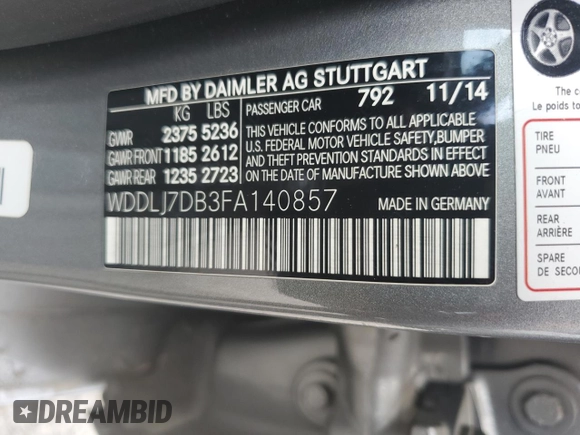 MFD BY DAIMLER AG STUTTGART
KG LBS
GVWR 2375 5236
GAWR FRONT 1185 2612
GAWR REAR 1235 2723
PASSENGER CAR 792 11/14
THIS VEHICLE CONFORMS TO ALL APPLICABLE
U.S. FEDERAL MOTOR VEHICLE SAFETY, BUMPER
AND THEFT PREVENTION STANDARDS IN EFFECT ON
THE DATE OF MANUFACTURE SHOWN ABOVE
WDDLJ7DB3FA140857 MADE IN GERMANY
The c
Le poids to
TIRE
PNEU
FRONT
AVANT
REAR
ARRIÈRE
SPARE
DE SECO
DREAMBID